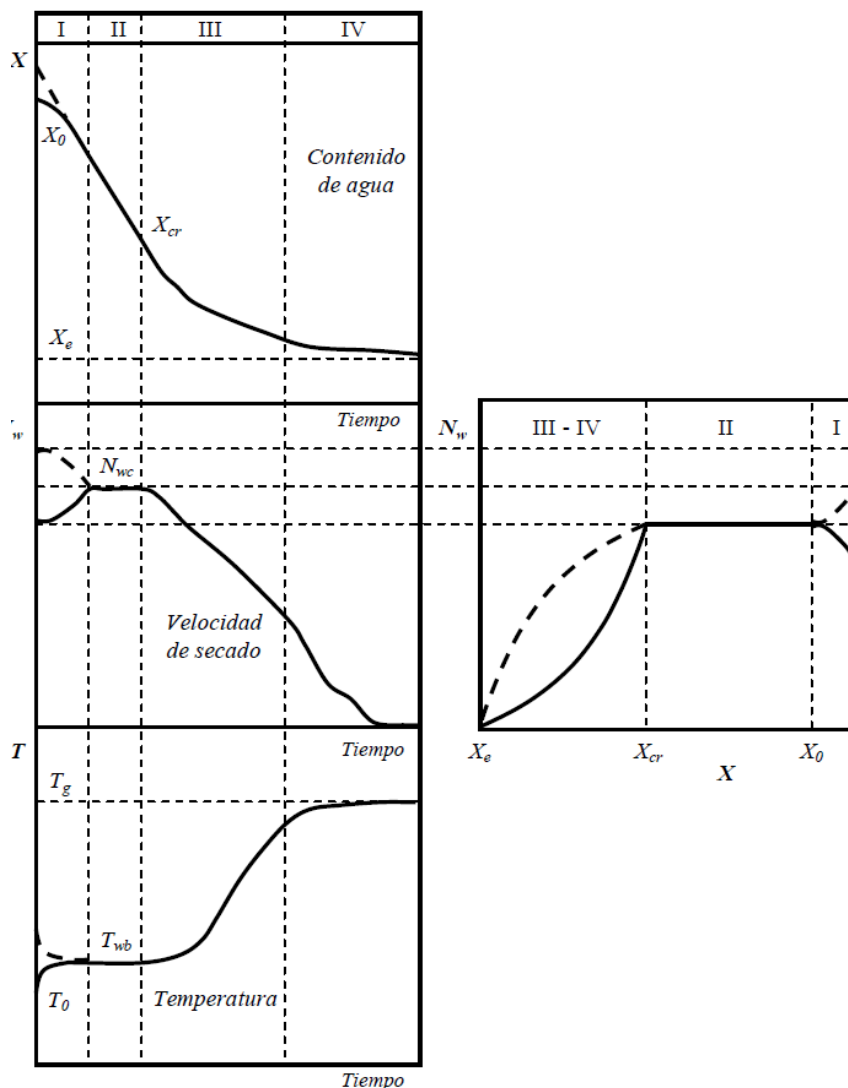 I II III IV
X
X0
Contenido
de agua
Xcr
Xe
Tiempo
w
Nwc
Velocidad
de secado
Tiempo
Nw
III - IV II I
Xe Xcr X0
X
T
Tg
Twb
T0
Temperatura
Tiempo